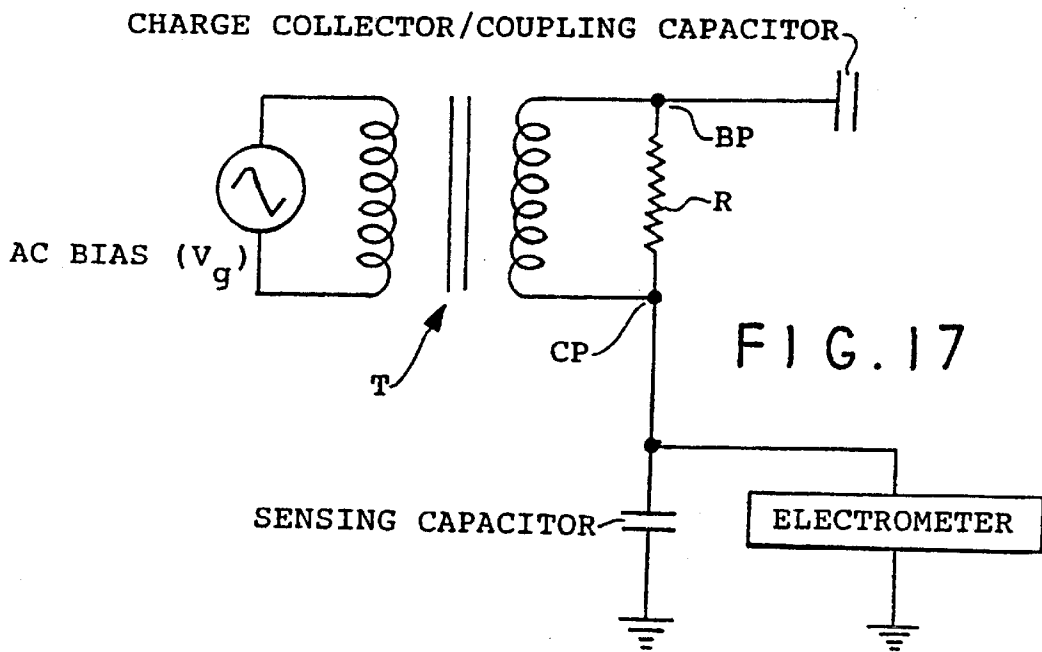 CHARGE COLLECTOR/COUPLING CAPACITOR
BP
R
AC BIAS (Vg)
CP
FIG. 17
T
SENSING CAPACITOR
ELECTROMETER